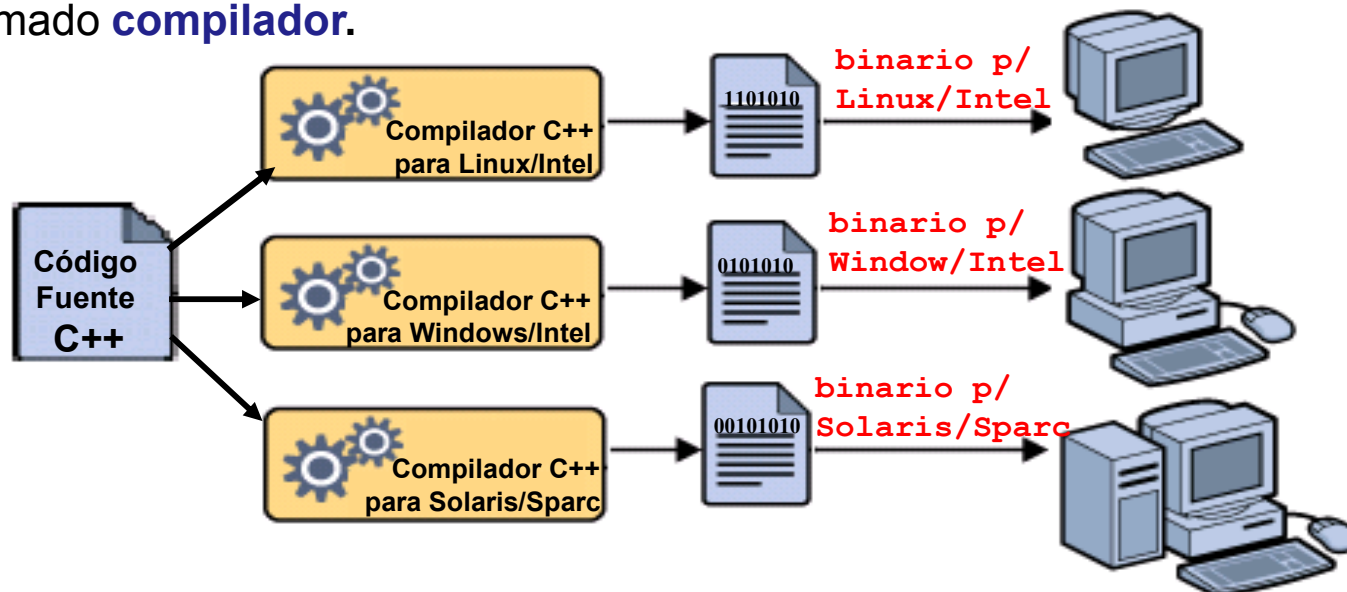 mado compilador.
binario p/
Linux/Intel
1101010
Compilador C++
para Linux/Intel
binario p/
Window/Intel
0101010
Código
Fuente
C++
Compilador C++
para Windows/Intel
binario p/
Solaris/Sparc
00101010
Compilador C++
para Solaris/Sparc